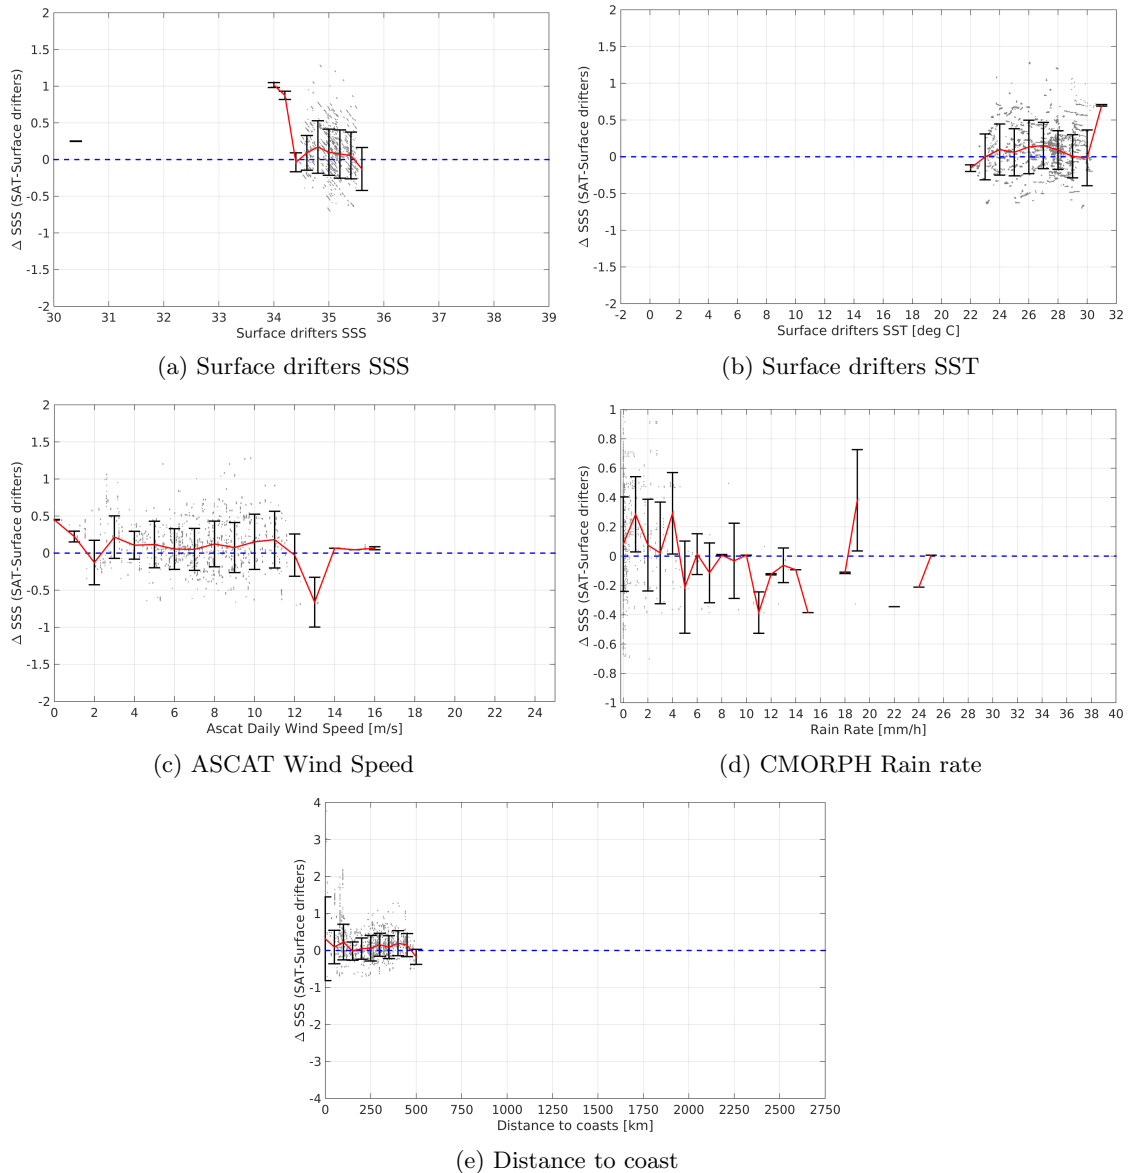 2
1.5
1
0.5
0
-0.5
-1
-1.5
-2
Δ SSS (SAT-Surface drifters)
30 31 32 33 34 35 36 37 38 39
Surface drifters SSS
(a) Surface drifters SSS
2
1.5
1
0.5
0
-0.5
-1
-1.5
-2
Δ SSS (SAT-Surface drifters)
-2 0 2 4 6 8 10 12 14 16 18 20 22 24 26 28 30 32
Surface drifters SST [deg C]
(b) Surface drifters SST
2
1.5
1
0.5
0
-0.5
-1
-1.5
-2
Δ SSS (SAT-Surface drifters)
0 2 4 6 8 10 12 14 16 18 20 22 24
Ascat Daily Wind Speed [m/s]
(c) ASCAT Wind Speed
1
0.8
0.6
0.4
0.2
0
-0.2
-0.4
-0.6
-0.8
-1
Δ SSS (SAT-Surface drifters)
0 2 4 6 8 10 12 14 16 18 20 22 24 26 28 30 32 34 36 38 40
Rain Rate [mm/h]
(d) CMORPH Rain rate
4
3
2
1
0
-1
-2
-3
-4
Δ SSS (SAT-Surface drifters)
0 250 500 750 1000 1250 1500 1750 2000 2250 2500 2750
Distance to coasts [km]
(e) Distance to coast